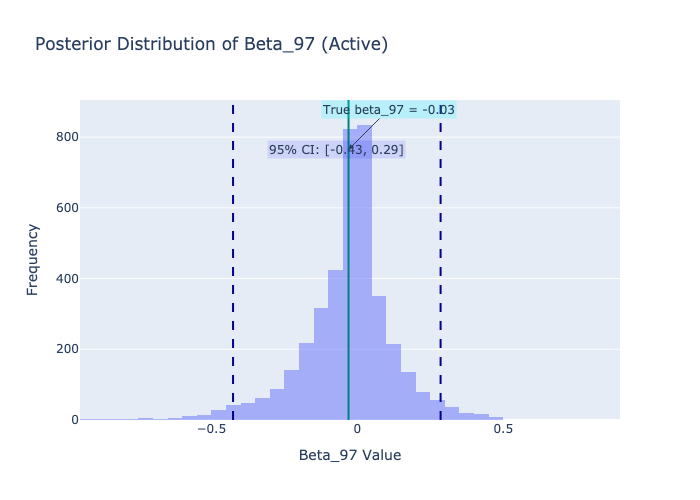 Posterior Distribution of Beta_97 (Active)
True beta_97 = -0.03
95% CI: [-0.43, 0.29]
Frequency
800
600
400
200
0
−0.5 0 0.5
Beta_97 Value